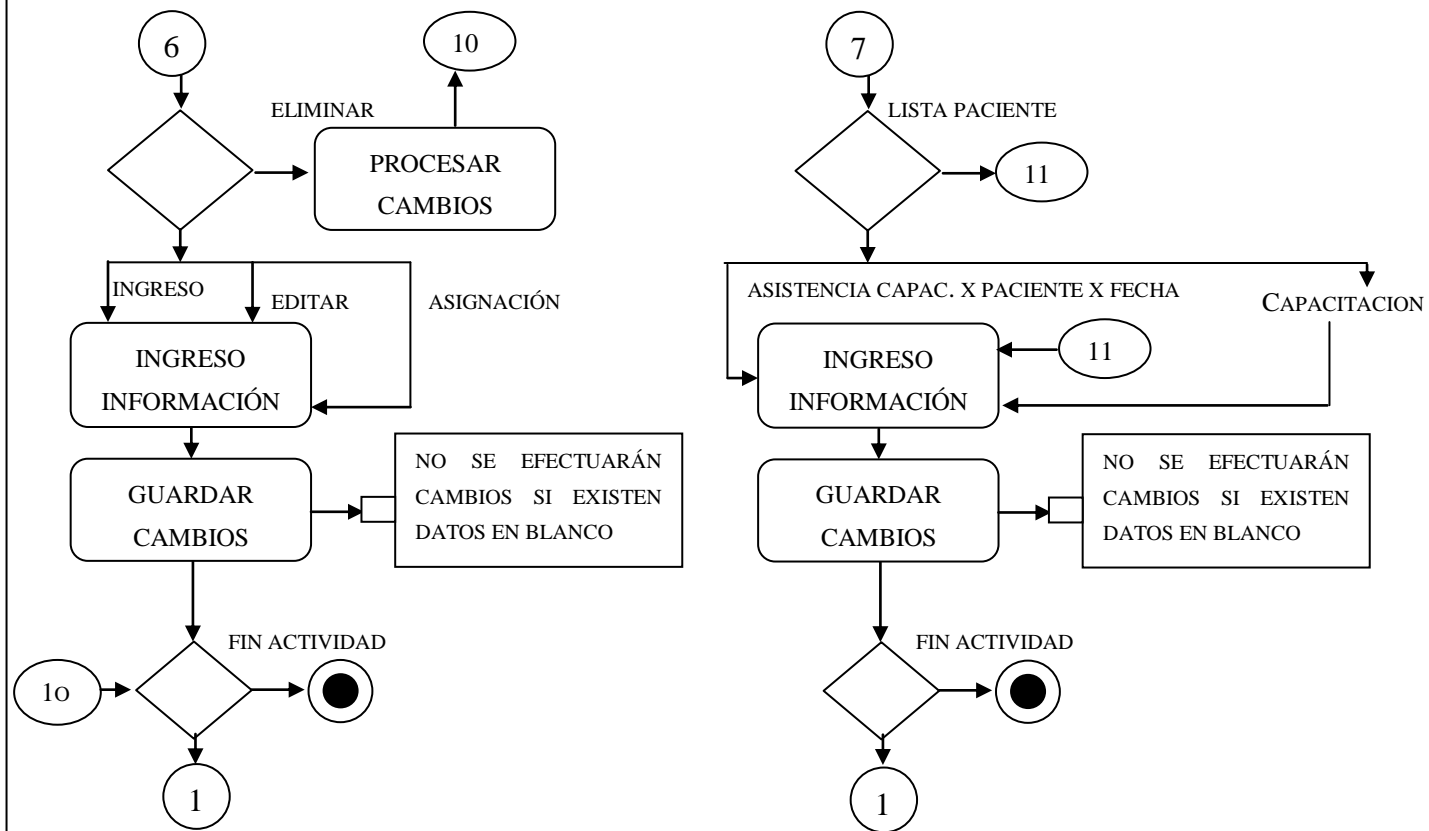 6
10
ELIMINAR
PROCESAR
CAMBIOS
INGRESO
EDITAR
ASIGNACIÓN
INGRESO
INFORMACIÓN
GUARDAR
CAMBIOS
NO SE EFECTUARÁN
CAMBIOS SI EXISTEN
DATOS EN BLANCO
FIN ACTIVIDAD
1O
1
7
LISTA PACIENTE
11
ASISTENCIA CAPAC. X PACIENTE X FECHA
CAPACITACION
INGRESO
INFORMACIÓN
11
GUARDAR
CAMBIOS
NO SE EFECTUARÁN
CAMBIOS SI EXISTEN
DATOS EN BLANCO
FIN ACTIVIDAD
1